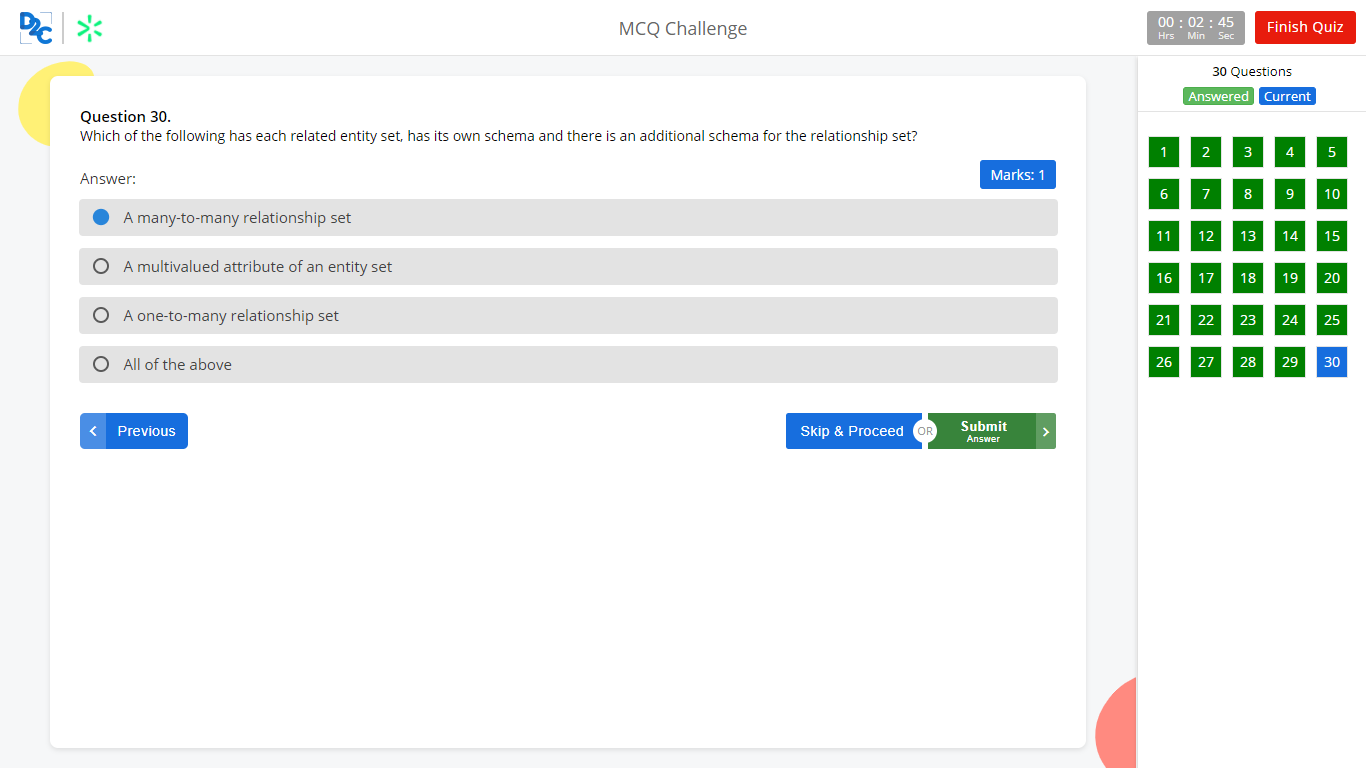 D2C
MCQ Challenge
00 : 02 : 45
Hrs Min Sec
Finish Quiz
30 Questions
Answered Current
Question 30.
Which of the following has each related entity set, has its own schema and there is an additional schema for the relationship set?
Answer:
Marks: 1
A many-to-many relationship set
A multivalued attribute of an entity set
A one-to-many relationship set
All of the above
Previous
Skip & Proceed
OR
Submit
Answer
1 2 3 4 5
6 7 8 9 10
11 12 13 14 15
16 17 18 19 20
21 22 23 24 25
26 27 28 29 30